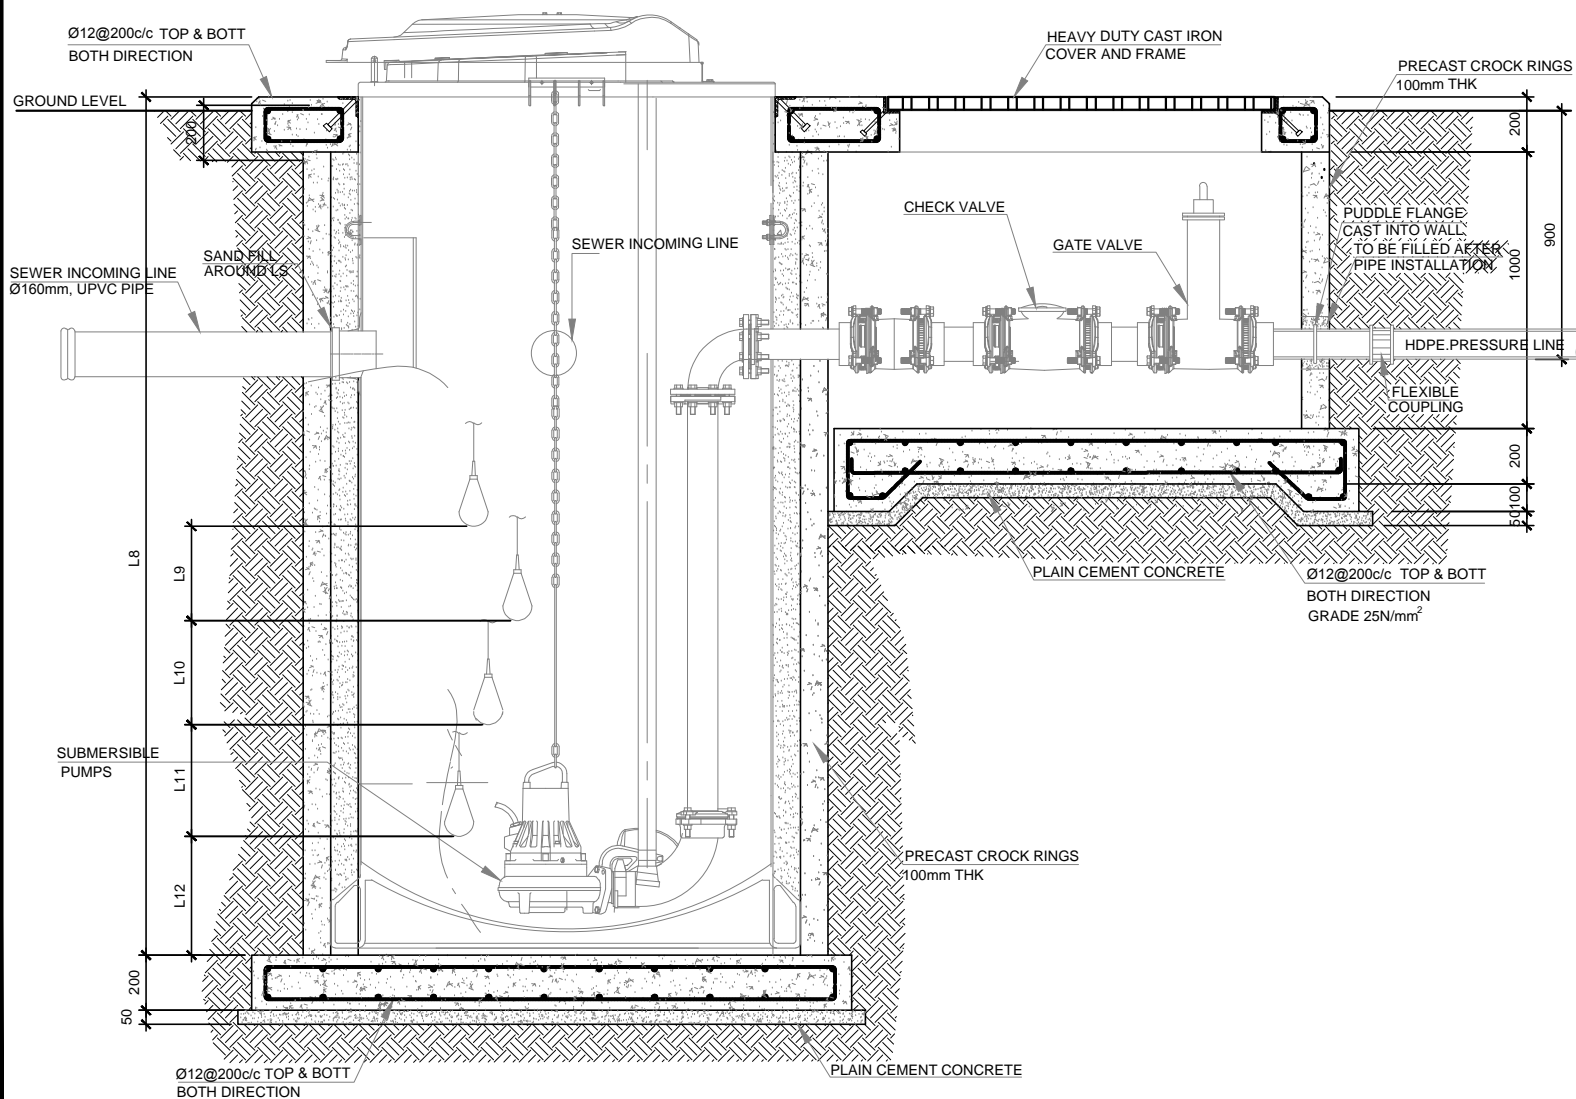 Ø12@200c/c TOP & BOTT
BOTH DIRECTION
GROUND LEVEL
200
HEAVY DUTY CAST IRON
COVER AND FRAME
PRECAST CROCK RINGS
100mm THK
200
900
1000
CHECK VALVE
GATE VALVE
PUDDLE FLANGE
CAST INTO WALL
TO BE FILLED AFTER
PIPE INSTALLATION
SEWER INCOMING LINE
SAND FILL
AROUND LS
SEWER INCOMING LINE
Ø160mm, UPVC PIPE
HDPE.PRESSURE LINE
FLEXIBLE
COUPLING
200
100
50
L8
L9
L10
L11
L12
PLAIN CEMENT CONCRETE
Ø12@200c/c TOP & BOTT
BOTH DIRECTION
GRADE 25N/mm²
SUBMERSIBLE
PUMPS
PRECAST CROCK RINGS
100mm THK
200
50
Ø12@200c/c TOP & BOTT
BOTH DIRECTION
PLAIN CEMENT CONCRETE